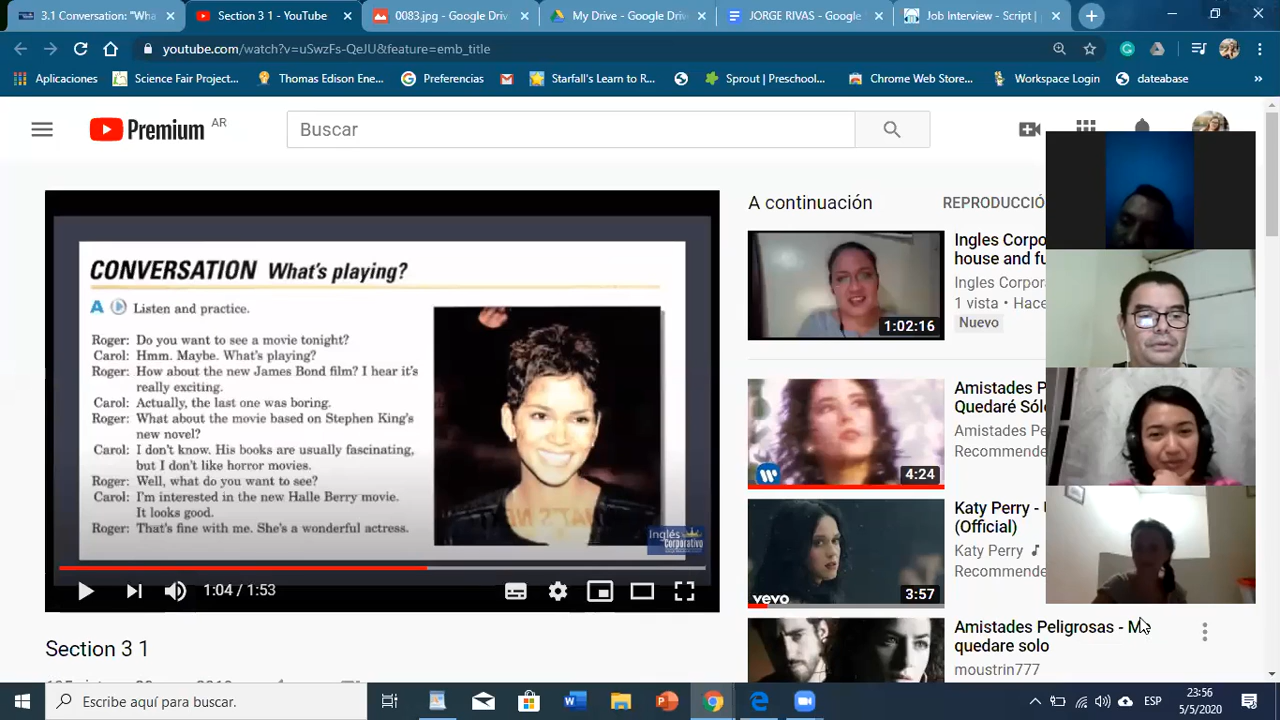 3.1 Conversation: "What
Section 3 1 - YouTube
0083.jpg - Google Drive
My Drive - Google Drive
JORGE RIVAS - Google
Job Interview - Script |
youtube.com/watch?v=uSwzFs-QeJU&feature=emb_title
Aplicaciones
Science Fair Project...
Thomas Edison Ene...
Preferencias
Starfall's Learn to R...
Sprout | Preschool...
Chrome Web Store...
Workspace Login
dateabase
»
Premium AR
Buscar
CONVERSATION What's playing?
A Listen and practice.
Roger: Do you want to see a movie tonight?
Carol: Hmm. Maybe. What's playing?
Roger: How about the new James Bond film? I hear it's
really exciting.
Carol: Actually, the last one was boring.
Roger: What about the movie based on Stephen King's
new novel?
Carol: I don't know. His books are usually fascinating,
but I don't like horror movies.
Roger: Well, what do you want to see?
Carol: I'm interested in the new Halle Berry movie.
It looks good.
Roger: That's fine with me. She's a wonderful actress.
Inglés
Corporativo
1:04 / 1:53
Section 3 1
A continuación
REPRODUCCIÓ
1:02:16
Ingles Corpo
house and fu
Ingles Corpor
1 vista • Hace
Nuevo
4:24
Amistades P
Quedaré Sólo
Amistades Pe
Recommende
vevo
3:57
Katy Perry -
(Official)
Katy Perry
Recommende
Amistades Peligrosas - Me
quedare solo
moustrin777
Escribe aquí para buscar.
ESP
23:56
5/5/2020